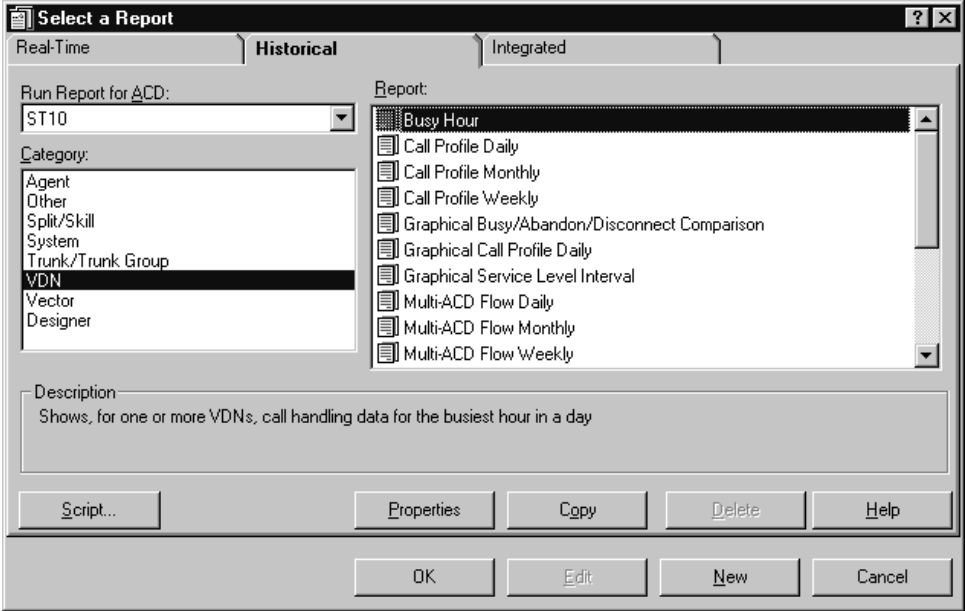 Select a Report
Real-Time
Historical
Integrated
Run Report for ACD:
ST10
Category:
Agent
Other
Split/Skill
System
Trunk/Trunk Group
VDN
Vector
Designer
Report:
Busy Hour
Call Profile Daily
Call Profile Monthly
Call Profile Weekly
Graphical Busy/Abandon/Disconnect Comparison
Graphical Call Profile Daily
Graphical Service Level Interval
Multi-ACD Flow Daily
Multi-ACD Flow Monthly
Multi-ACD Flow Weekly
Description
Shows, for one or more VDNs, call handling data for the busiest hour in a day
Script...
Properties
Copy
Delete
Help
OK
Edit
New
Cancel